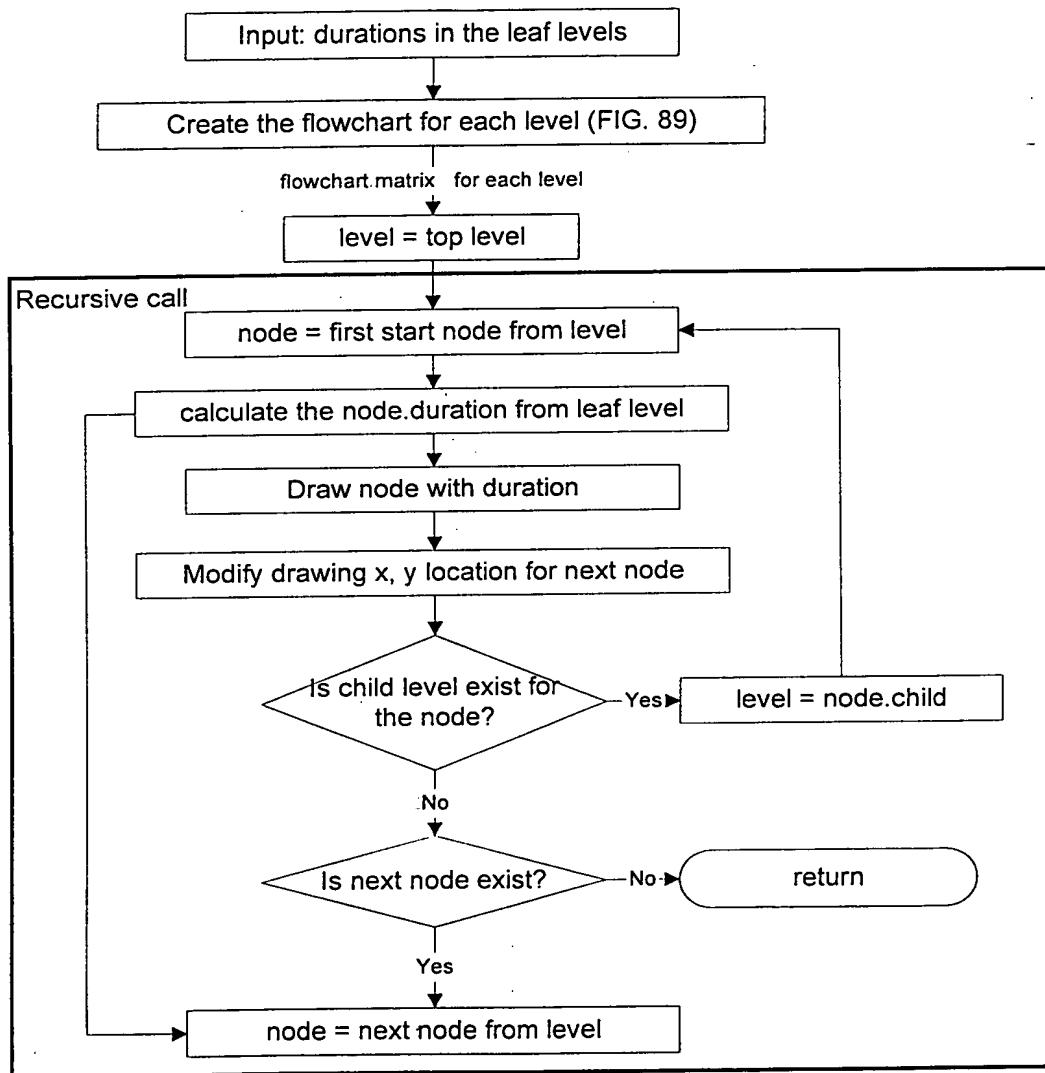 Input: durations in the leaf levels
Create the flowchart for each level (FIG. 89)
flowchart.matrix for each level
level = top level
Recursive call
node = first start node from level
calculate the node.duration from leaf level
Draw node with duration
Modify drawing x, y location for next node
Is child level exist for
the node?
Yes
level = node.child
No
Is next node exist?
No
return
Yes
node = next node from level